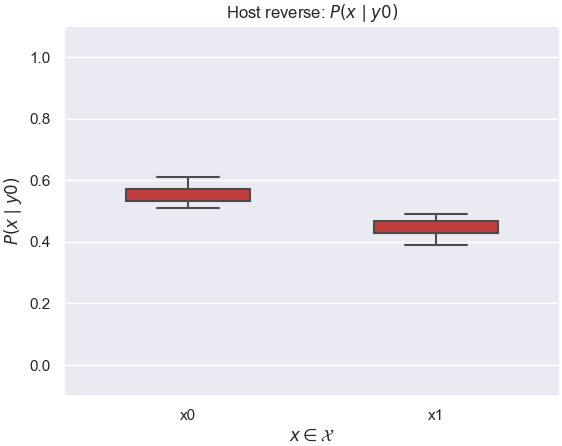 Host reverse: P(x | y0)
P(x | y0)
1.0
0.8
0.6
0.4
0.2
0.0
x0 x1
x ∈ 𝒳